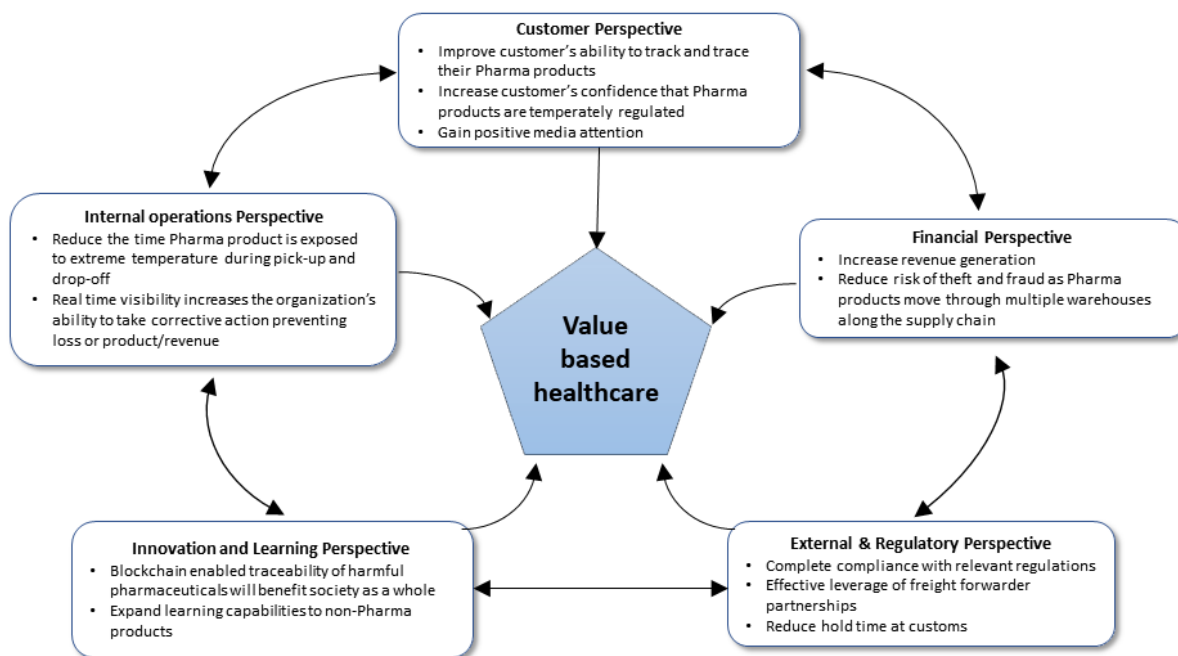 Customer Perspective
• Improve customer's ability to track and trace
their Pharma products
• Increase customer's confidence that Pharma
products are temperately regulated
• Gain positive media attention
Internal operations Perspective
• Reduce the time Pharma product is exposed
to extreme temperature during pick-up and
drop-off
• Real time visibility increases the organization's
ability to take corrective action preventing
loss or product/revenue
Financial Perspective
• Increase revenue generation
• Reduce risk of theft and fraud as Pharma
products move through multiple warehouses
along the supply chain
Value
based
healthcare
Innovation and Learning Perspective
• Blockchain enabled traceability of harmful
pharmaceuticals will benefit society as a whole
• Expand learning capabilities to non-Pharma
products
External & Regulatory Perspective
• Complete compliance with relevant regulations
• Effective leverage of freight forwarder
partnerships
• Reduce hold time at customs